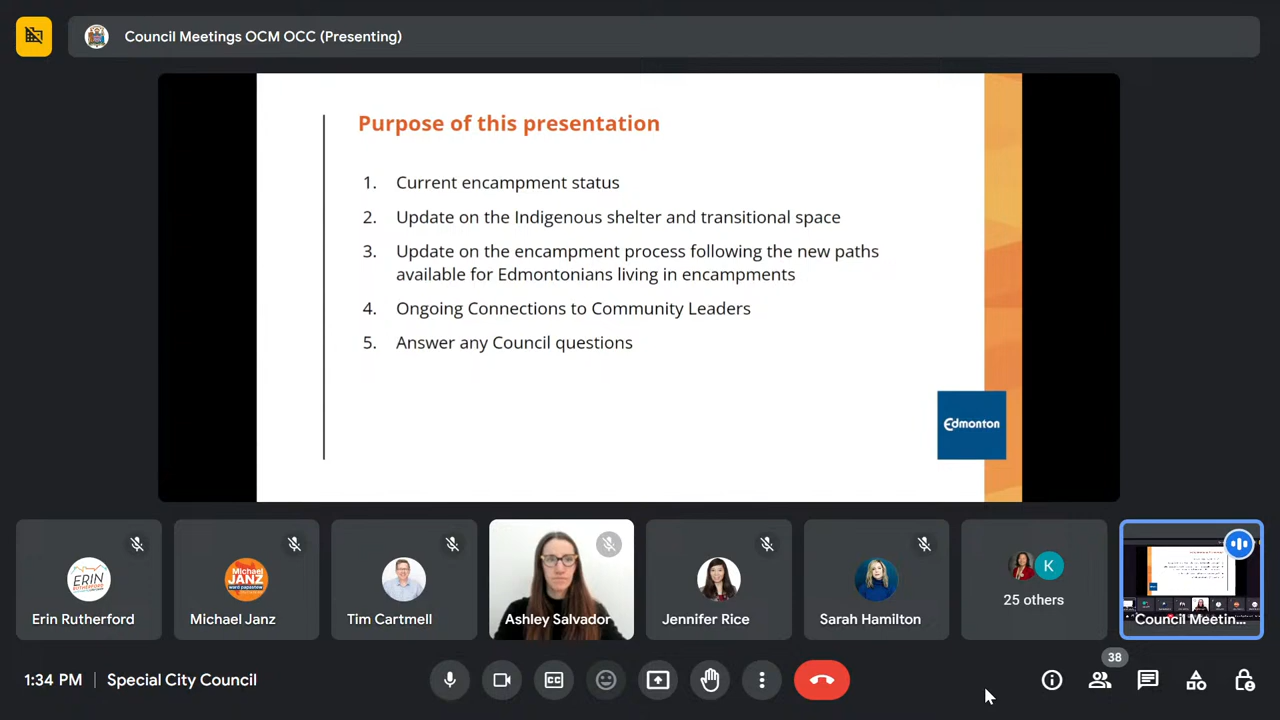 Council Meetings OCM OCC (Presenting)
Purpose of this presentation
1. Current encampment status
2. Update on the Indigenous shelter and transitional space
3. Update on the encampment process following the new paths
available for Edmontonians living in encampments
4. Ongoing Connections to Community Leaders
5. Answer any Council questions
Edmonton
ERIN
RUTHERFORD
Erin Rutherford
Michael
JANZ
Michael Janz
Tim Cartmell
Ashley Salvador
Jennifer Rice
Sarah Hamilton
K
25 others
Council Meetin...
1:34 PM | Special City Council
CC
38